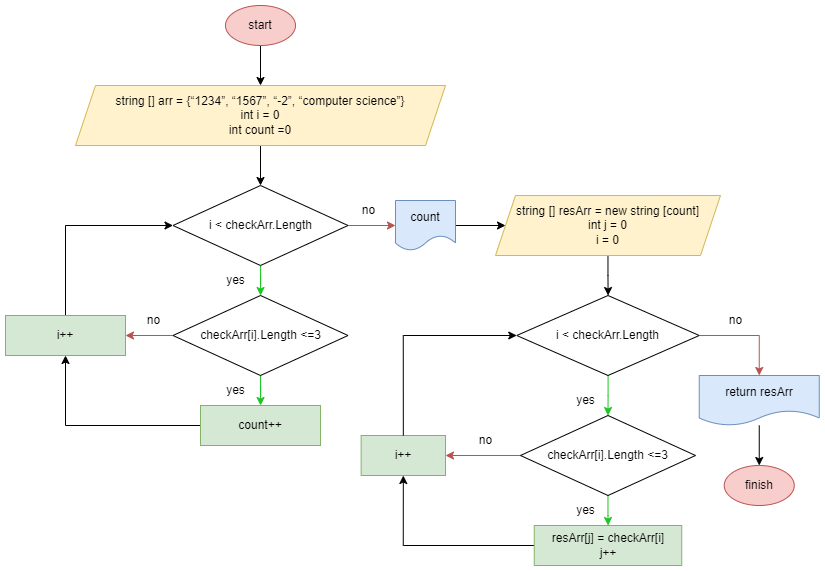 start
string [] arr = {“1234”, “1567”, “-2”, “computer science”}
int i = 0
int count =0
i < checkArr.Length
no
count
string [] resArr = new string [count]
int j = 0
i = 0
yes
i++
no
checkArr[i].Length <=3
i < checkArr.Length
no
yes
return resArr
count++
yes
i++
no
checkArr[i].Length <=3
finish
yes
resArr[j] = checkArr[i]
j++